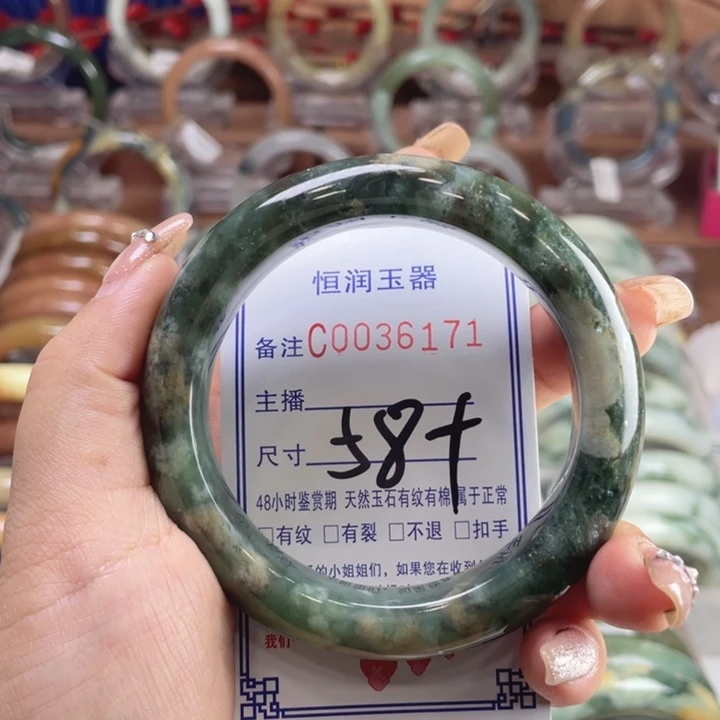 恒润玉器
备注C0036171
主播
尺寸 58+
48小时鉴赏期 天然玉石有纹有棉属于正常
□有纹 □有裂 □不退 □扣手
的小姐姐们，如果您在收到
我们